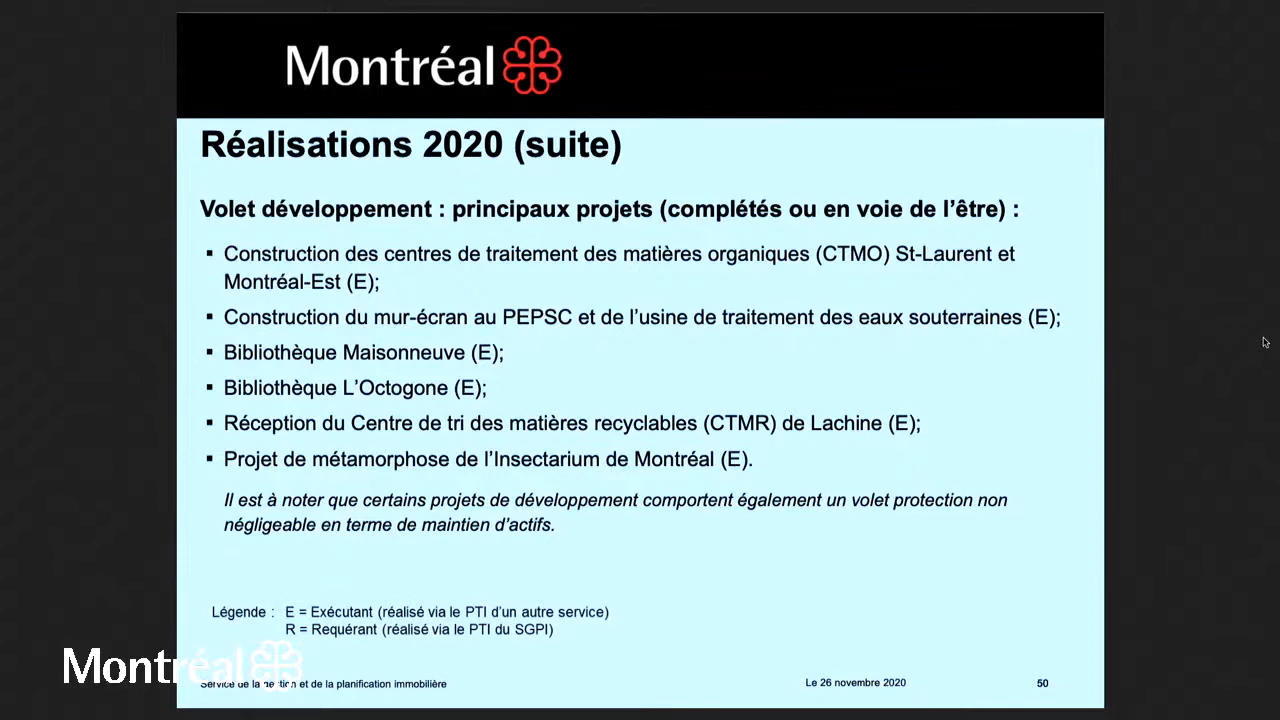 Montréal
Réalisations 2020 (suite)
Volet développement : principaux projets (complétés ou en voie de l'être) :
▪ Construction des centres de traitement des matières organiques (CTMO) St-Laurent et
Montréal-Est (E);
▪ Construction du mur-écran au PEPSC et de l'usine de traitement des eaux souterraines (E);
▪ Bibliothèque Maisonneuve (E);
▪ Bibliothèque L'Octogone (E);
▪ Réception du Centre de tri des matières recyclables (CTMR) de Lachine (E);
▪ Projet de métamorphose de l'Insectarium de Montréal (E).
Il est à noter que certains projets de développement comportent également un volet protection non
négligeable en terme de maintien d'actifs.
Légende : E = Exécutant (réalisé via le PTI d'un autre service)
R = Requérant (réalisé via le PTI du SGPI)
Montréal
Service de la gestion et de la planification immobilière Le 26 novembre 2020 50